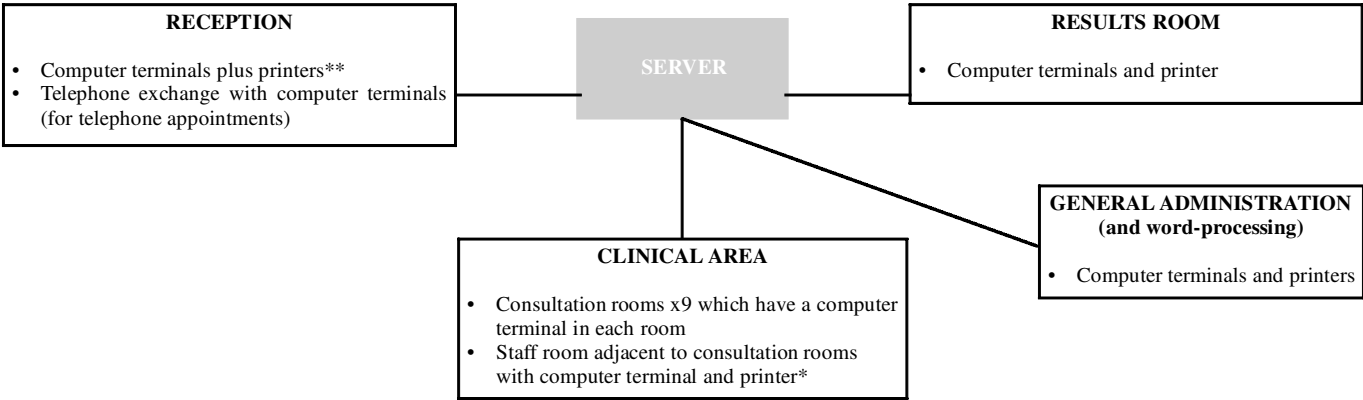 RECEPTION
• Computer terminals plus printers**
• Telephone exchange with computer terminals
(for telephone appointments)
SERVER
RESULTS ROOM
• Computer terminals and printer
GENERAL ADMINISTRATION
(and word-processing)
• Computer terminals and printers
CLINICAL AREA
• Consultation rooms x9 which have a computer
terminal in each room
• Staff room adjacent to consultation rooms
with computer terminal and printer*